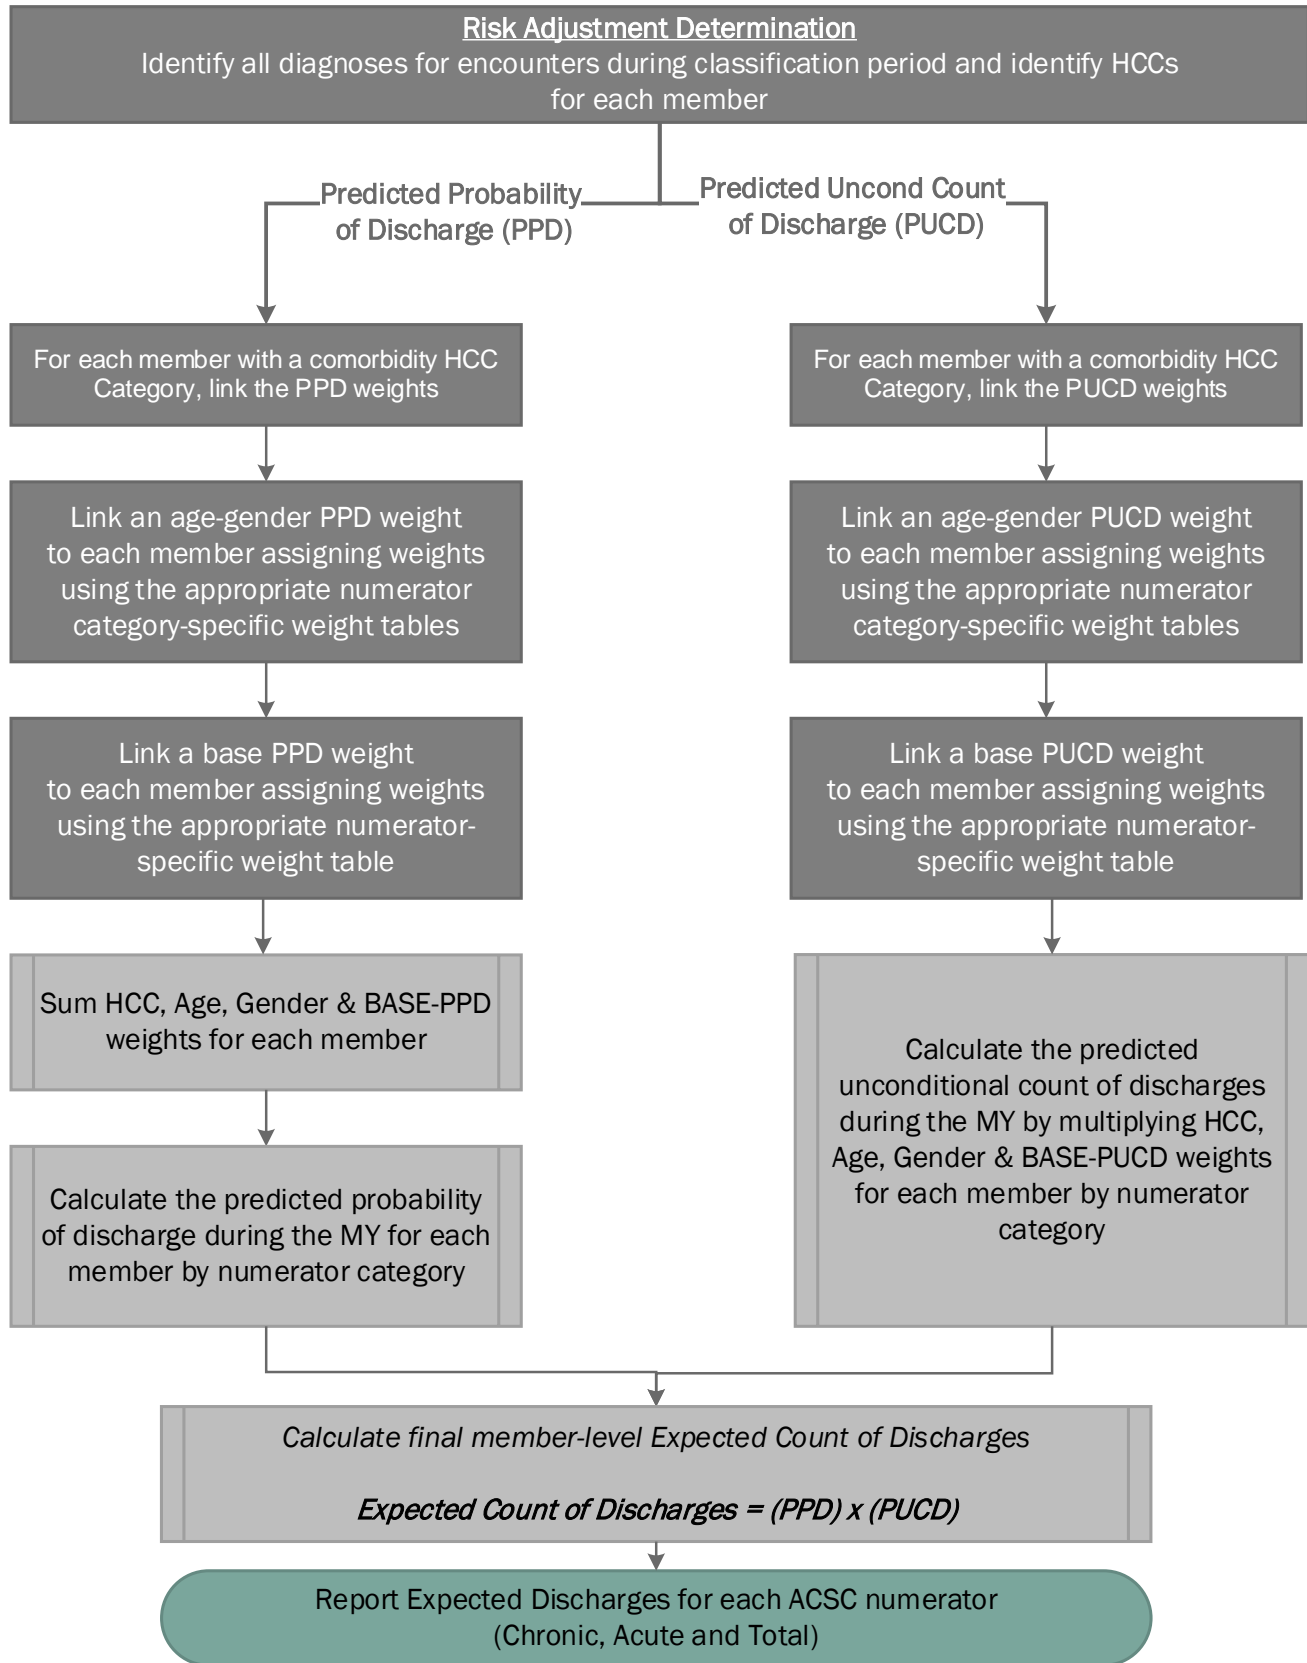 Risk Adjustment Determination
Identify all diagnoses for encounters during classification period and identify HCCs
for each member
Predicted Probability
of Discharge (PPD)
Predicted Uncond Count
of Discharge (PUCD)
For each member with a comorbidity HCC
Category, link the PPD weights
For each member with a comorbidity HCC
Category, link the PUCD weights
Link an age-gender PPD weight
to each member assigning weights
using the appropriate numerator
category-specific weight tables
Link an age-gender PUCD weight
to each member assigning weights
using the appropriate numerator
category-specific weight tables
Link a base PPD weight
to each member assigning weights
using the appropriate numerator-
specific weight table
Link a base PUCD weight
to each member assigning weights
using the appropriate numerator-
specific weight table
Sum HCC, Age, Gender & BASE-PPD
weights for each member
Calculate the predicted probability
of discharge during the MY for each
member by numerator category
Calculate the predicted
unconditional count of discharges
during the MY by multiplying HCC,
Age, Gender & BASE-PUCD weights
for each member by numerator
category
Calculate final member-level Expected Count of Discharges
Expected Count of Discharges = (PPD) x (PUCD)
Report Expected Discharges for each ACSC numerator
(Chronic, Acute and Total)